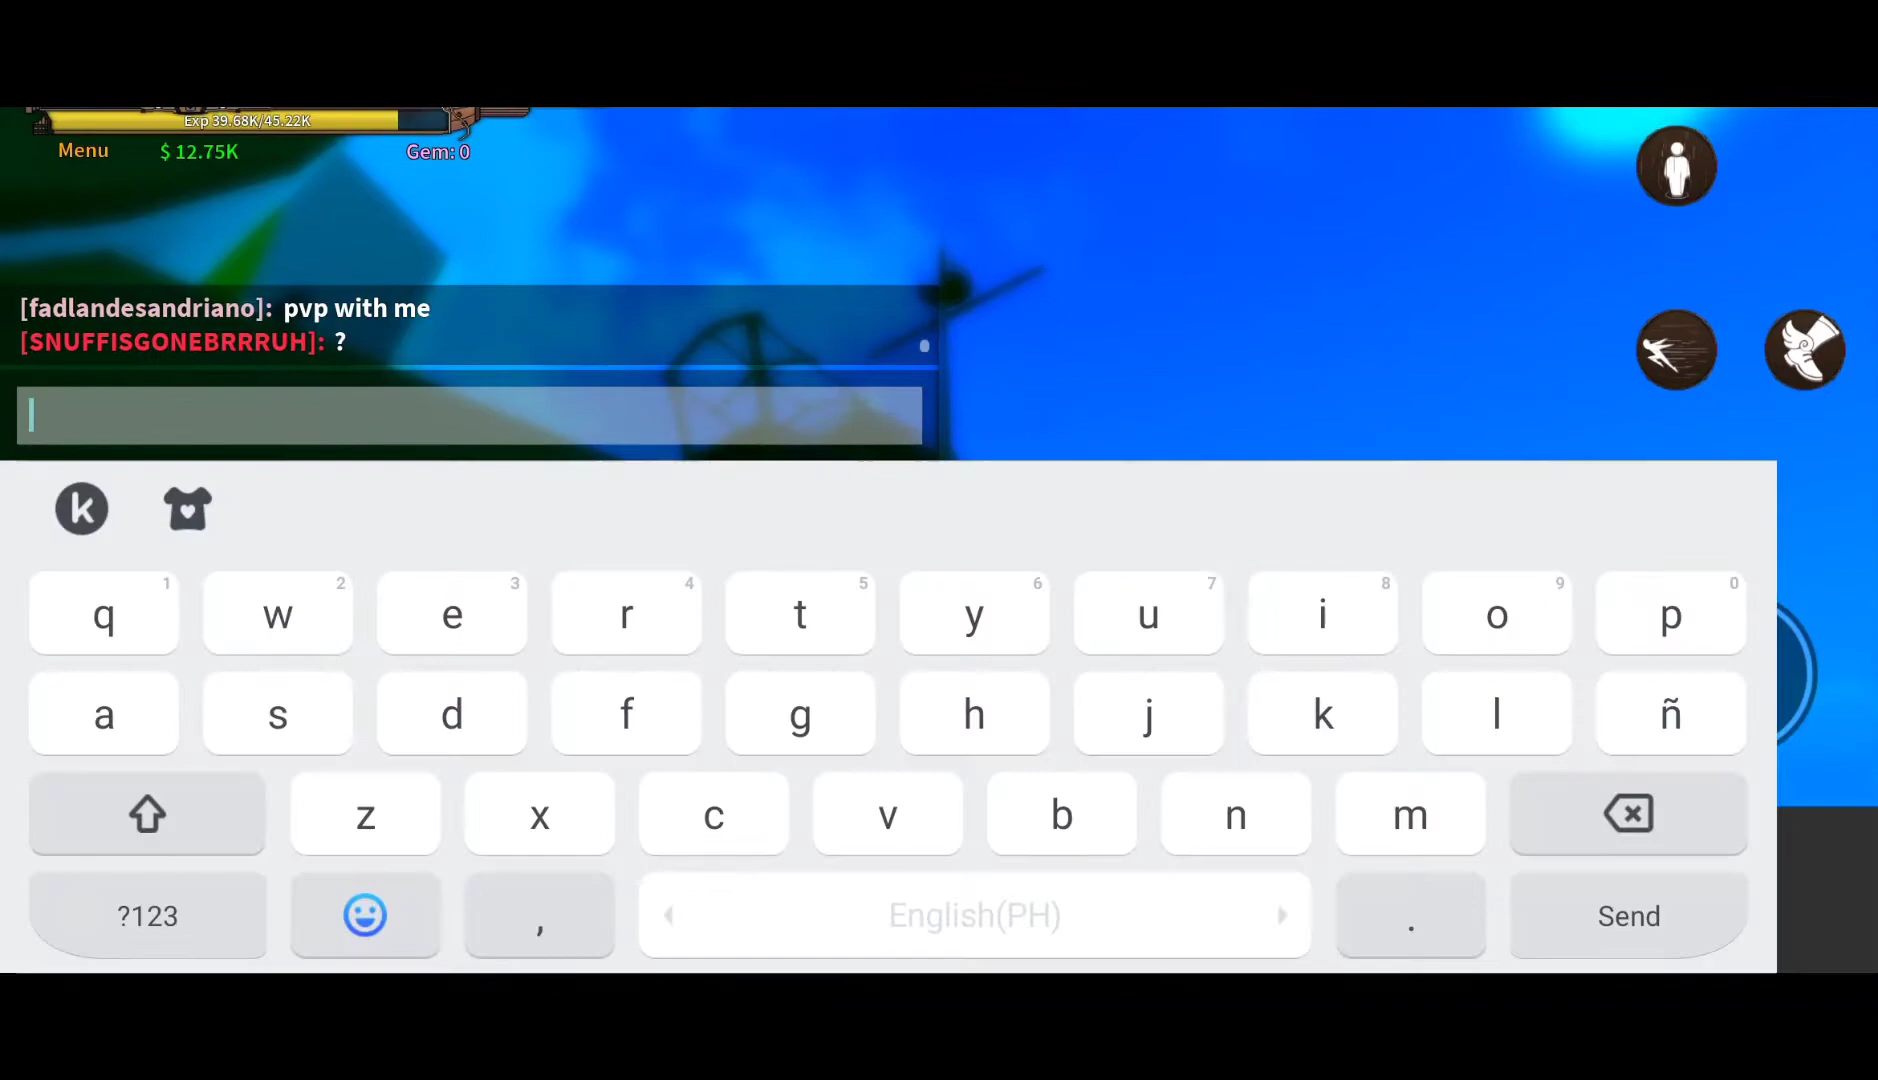 Exp 39.68K/45.22K
Menu $ 12.75K Gem: 0
[fadlandesandriano]: pvp with me
[SNUFFISGONEBRRRUH]: ?
k
1 2 3 4 5 6 7 8 9 0
q w e r t y u i o p
a s d f g h j k l ñ
z x c v b n m
?123 , English(PH) . Send